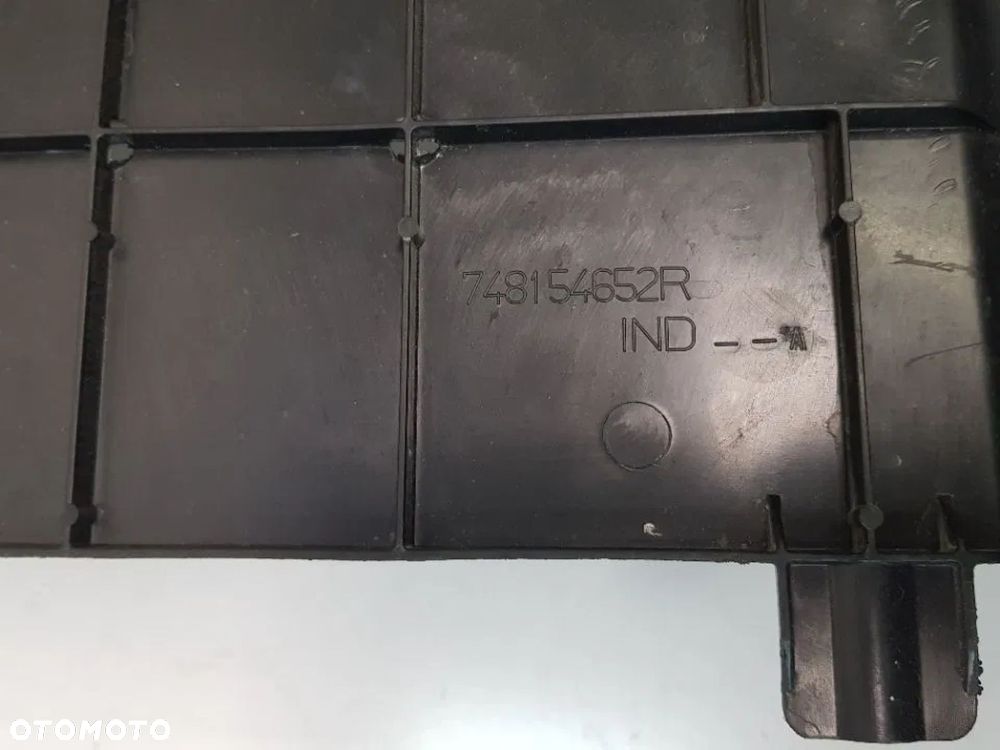 748154652R
IND _ _ A
OTOMOTO